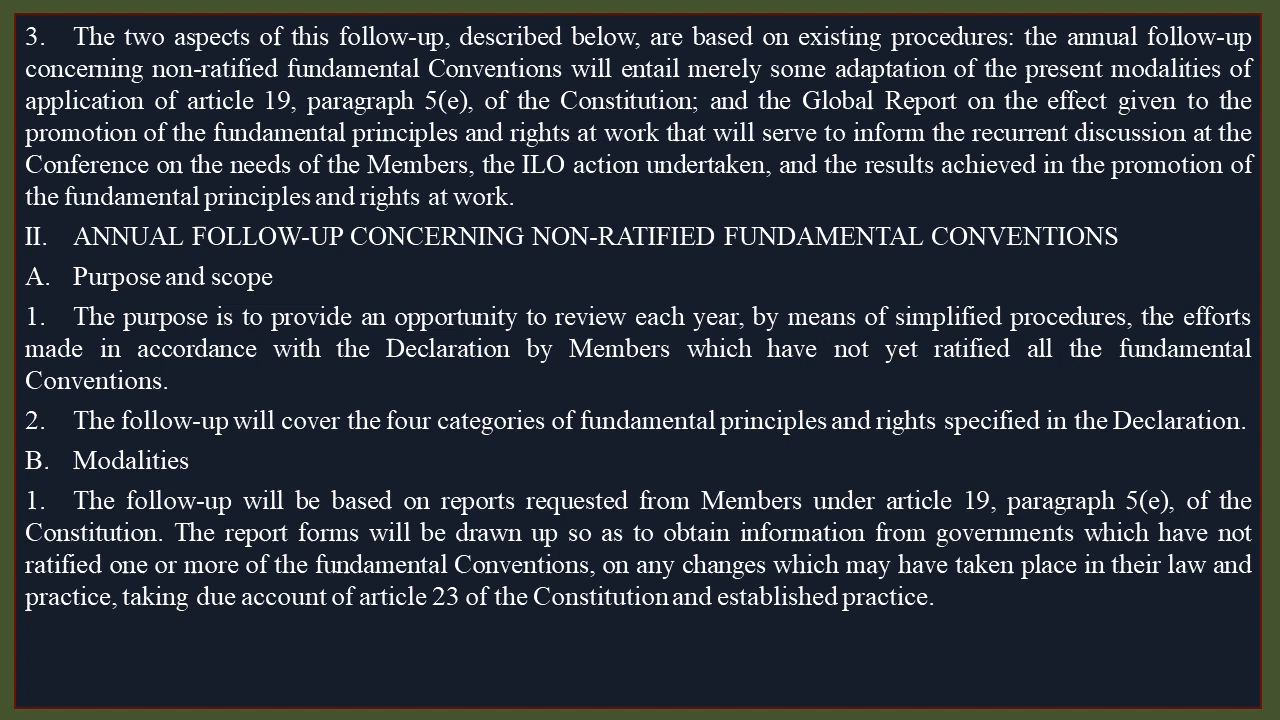 3. The two aspects of this follow-up, described below, are based on existing procedures: the annual follow-up
concerning non-ratified fundamental Conventions will entail merely some adaptation of the present modalities of
application of article 19, paragraph 5(e), of the Constitution; and the Global Report on the effect given to the
promotion of the fundamental principles and rights at work that will serve to inform the recurrent discussion at the
Conference on the needs of the Members, the ILO action undertaken, and the results achieved in the promotion of
the fundamental principles and rights at work.
II. ANNUAL FOLLOW-UP CONCERNING NON-RATIFIED FUNDAMENTAL CONVENTIONS
A. Purpose and scope
1. The purpose is to provide an opportunity to review each year, by means of simplified procedures, the efforts
made in accordance with the Declaration by Members which have not yet ratified all the fundamental
Conventions.
2. The follow-up will cover the four categories of fundamental principles and rights specified in the Declaration.
B. Modalities
1. The follow-up will be based on reports requested from Members under article 19, paragraph 5(e), of the
Constitution. The report forms will be drawn up so as to obtain information from governments which have not
ratified one or more of the fundamental Conventions, on any changes which may have taken place in their law and
practice, taking due account of article 23 of the Constitution and established practice.